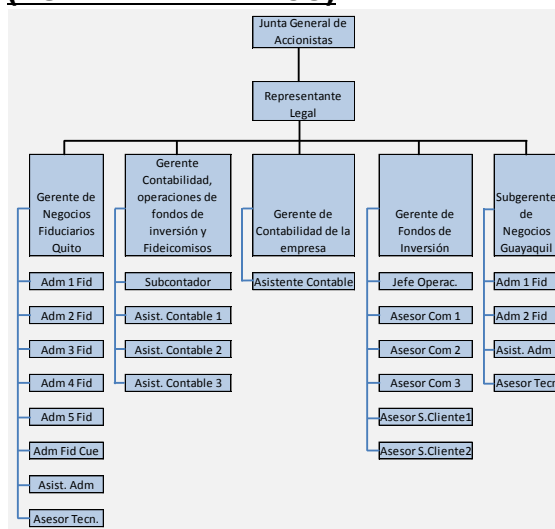 Junta General de
Accionistas
Representante
Legal
Gerente de
Negocios
Fiduciarios
Quito
Gerente
Contabilidad,
operaciones de
fondos de
inversión y
Fideicomisos
Gerente de
Contabilidad de la
empresa
Gerente de
Fondos de
Inversión
Subgerente
de
Negocios
Guayaquil
Adm 1 Fid
Adm 2 Fid
Adm 3 Fid
Adm 4 Fid
Adm 5 Fid
Adm Fid Cue
Asist. Adm
Asesor Tecn.
Subcontador
Asist. Contable 1
Asist. Contable 2
Asist. Contable 3
Asistente Contable
Jefe Operac.
Asesor Com 1
Asesor Com 2
Asesor Com 3
Asesor S.Cliente1
Asesor S.Cliente2
Adm 1 Fid
Adm 2 Fid
Asist. Adm
Asesor Tecn